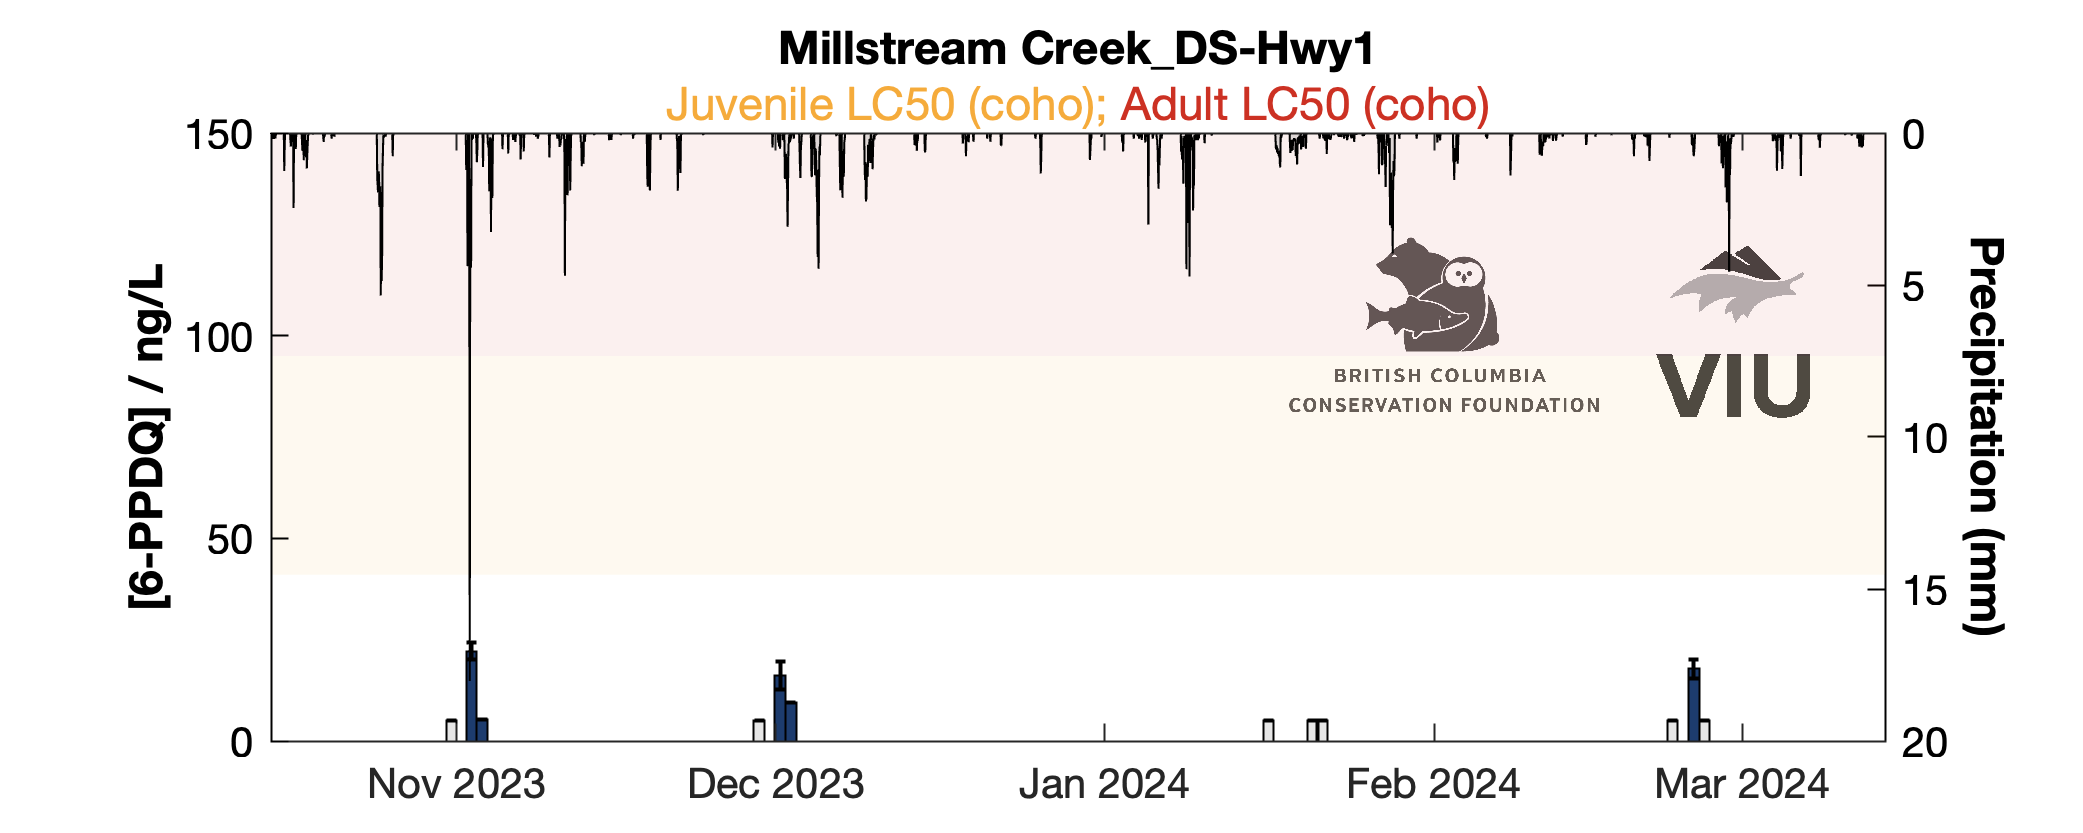 Millstream Creek_DS-Hwy1
Juvenile LC50 (coho); Adult LC50 (coho)
[6-PPDQ] / ng/L
150
100
50
0
0
5
10
15
20
Precipitation (mm)
BRITISH COLUMBIA
CONSERVATION FOUNDATION
VIU
Nov 2023
Dec 2023
Jan 2024
Feb 2024
Mar 2024